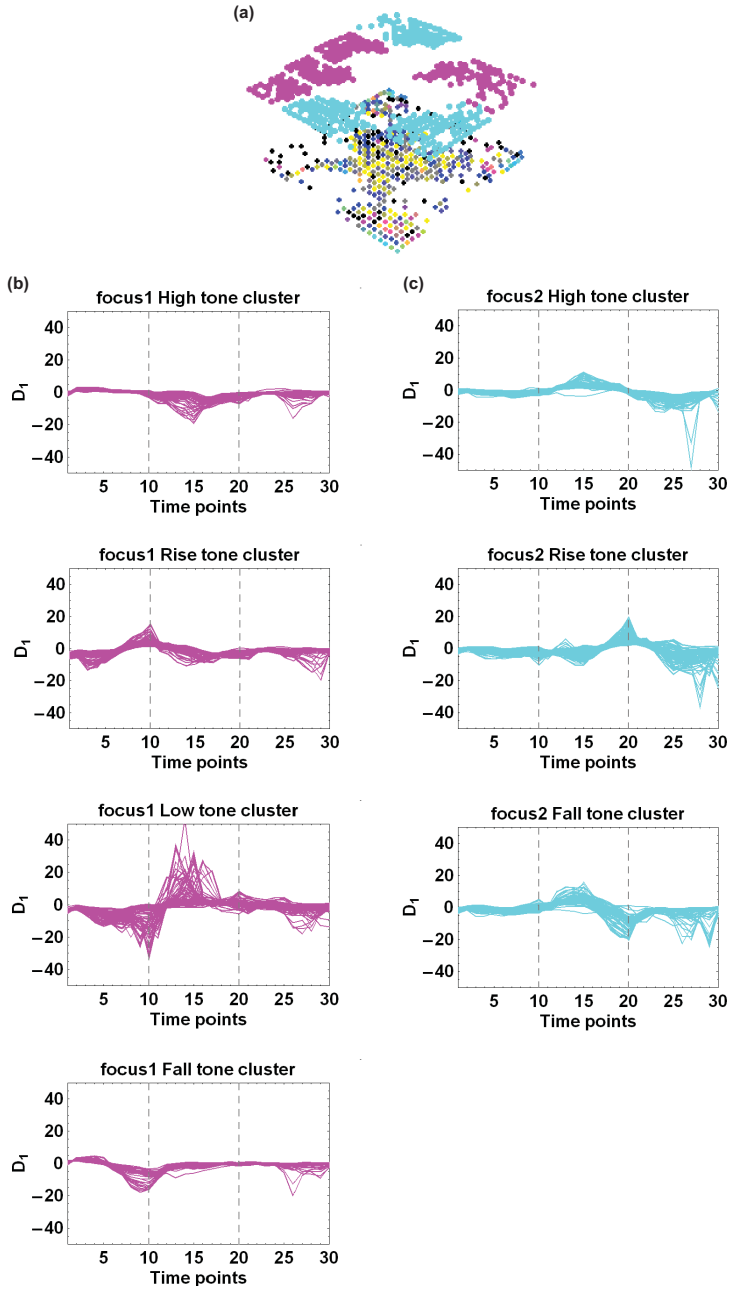 (a)
(b)
focus1 High tone cluster
40
20
0
−20
−40
D1
5 10 15 20 25 30
Time points
focus1 Rise tone cluster
40
20
0
−20
−40
D1
5 10 15 20 25 30
Time points
focus1 Low tone cluster
40
20
0
−20
−40
D1
5 10 15 20 25 30
Time points
focus1 Fall tone cluster
40
20
0
−20
−40
D1
5 10 15 20 25 30
Time points
(c)
focus2 High tone cluster
40
20
0
−20
−40
D1
5 10 15 20 25 30
Time points
focus2 Rise tone cluster
40
20
0
−20
−40
D1
5 10 15 20 25 30
Time points
focus2 Fall tone cluster
40
20
0
−20
−40
D1
5 10 15 20 25 30
Time points